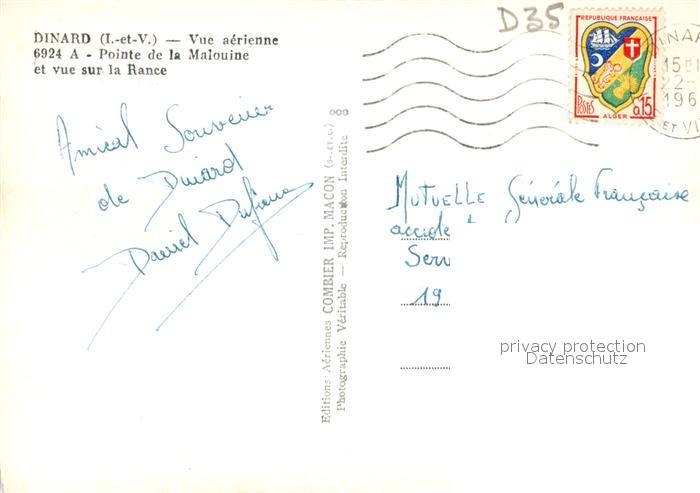 DINARD (I.-et-V.) — Vue aérienne
6924 A - Pointe de la Malouine
et vue sur la Rance
Amical Souvenir
de Dinard
Daniel
Editions Aériennes COMBIER IMP. MACON
Photographie Véritable — Reproduction Interdite
D35
REPUBLIQUE FRANÇAISE
POSTES
0,15
ALGER
15
22
196
ET VI
MUTUELLE Générale Française
accide
Serv
19
privacy protection
Datenschutz